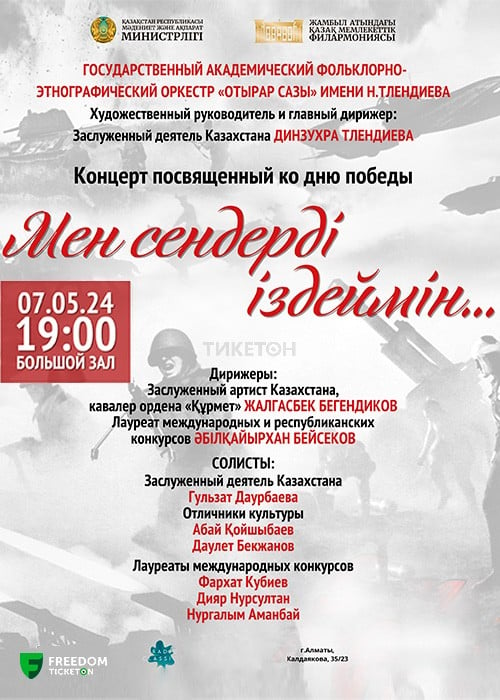 ҚАЗАҚСТАН РЕСПУБЛИКАСЫ
МӘДЕНИЕТ ЖӘНЕ АҚПАРАТ
МИНИСТРЛІГІ
ЖАМБЫЛ АТЫНДАҒЫ
ҚАЗАҚ МЕМЛЕКЕТТІК
ФИЛАРМОНИЯСЫ
ГОСУДАРСТВЕННЫЙ АКАДЕМИЧЕСКИЙ ФОЛЬКЛОРНО-
ЭТНОГРАФИЧЕСКИЙ ОРКЕСТР «ОТЫРАР САЗЫ» ИМЕНИ Н.ТЛЕНДИЕВА
Художественный руководитель и главный дирижер:
Заслуженный деятель Казахстана ДИНЗУХРА ТЛЕНДИЕВА
Концерт посвященный ко дню победы
Мен сендерді
іздеймін...
07.05.24
19:00
БОЛЬШОЙ ЗАЛ
ТИКЕТОН
Дирижеры:
Заслуженный артист Казахстана,
кавалер ордена «Құрмет» ЖАЛГАСБЕК БЕГЕНДИКОВ
Лауреат международных и республиканских
конкурсов ӘБІЛҚАЙЫРХАН БЕЙСЕКОВ
СОЛИСТЫ:
Заслуженный деятель Казахстана
Гульзат Даурбаева
Отличники культуры
Абай Қойшыбаев
Даулет Бекжанов
Лауреаты международных конкурсов
Фархат Кубиев
Дияр Нурсултан
Нургалым Аманбай
FREEDOM
TICKETON
BAD
ASS
г.Алматы,
Калдаякова, 35/23